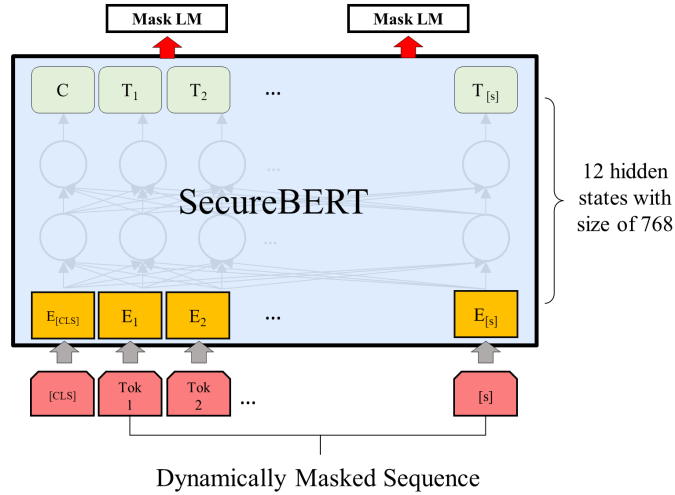 Mask LM Mask LM
C T1 T2 ... T[s]
...
12 hidden
states with
size of 768
SecureBERT
...
E[CLS] E1 E2 ... E[s]
[CLS] Tok 1 Tok 2 ... [s]
Dynamically Masked Sequence